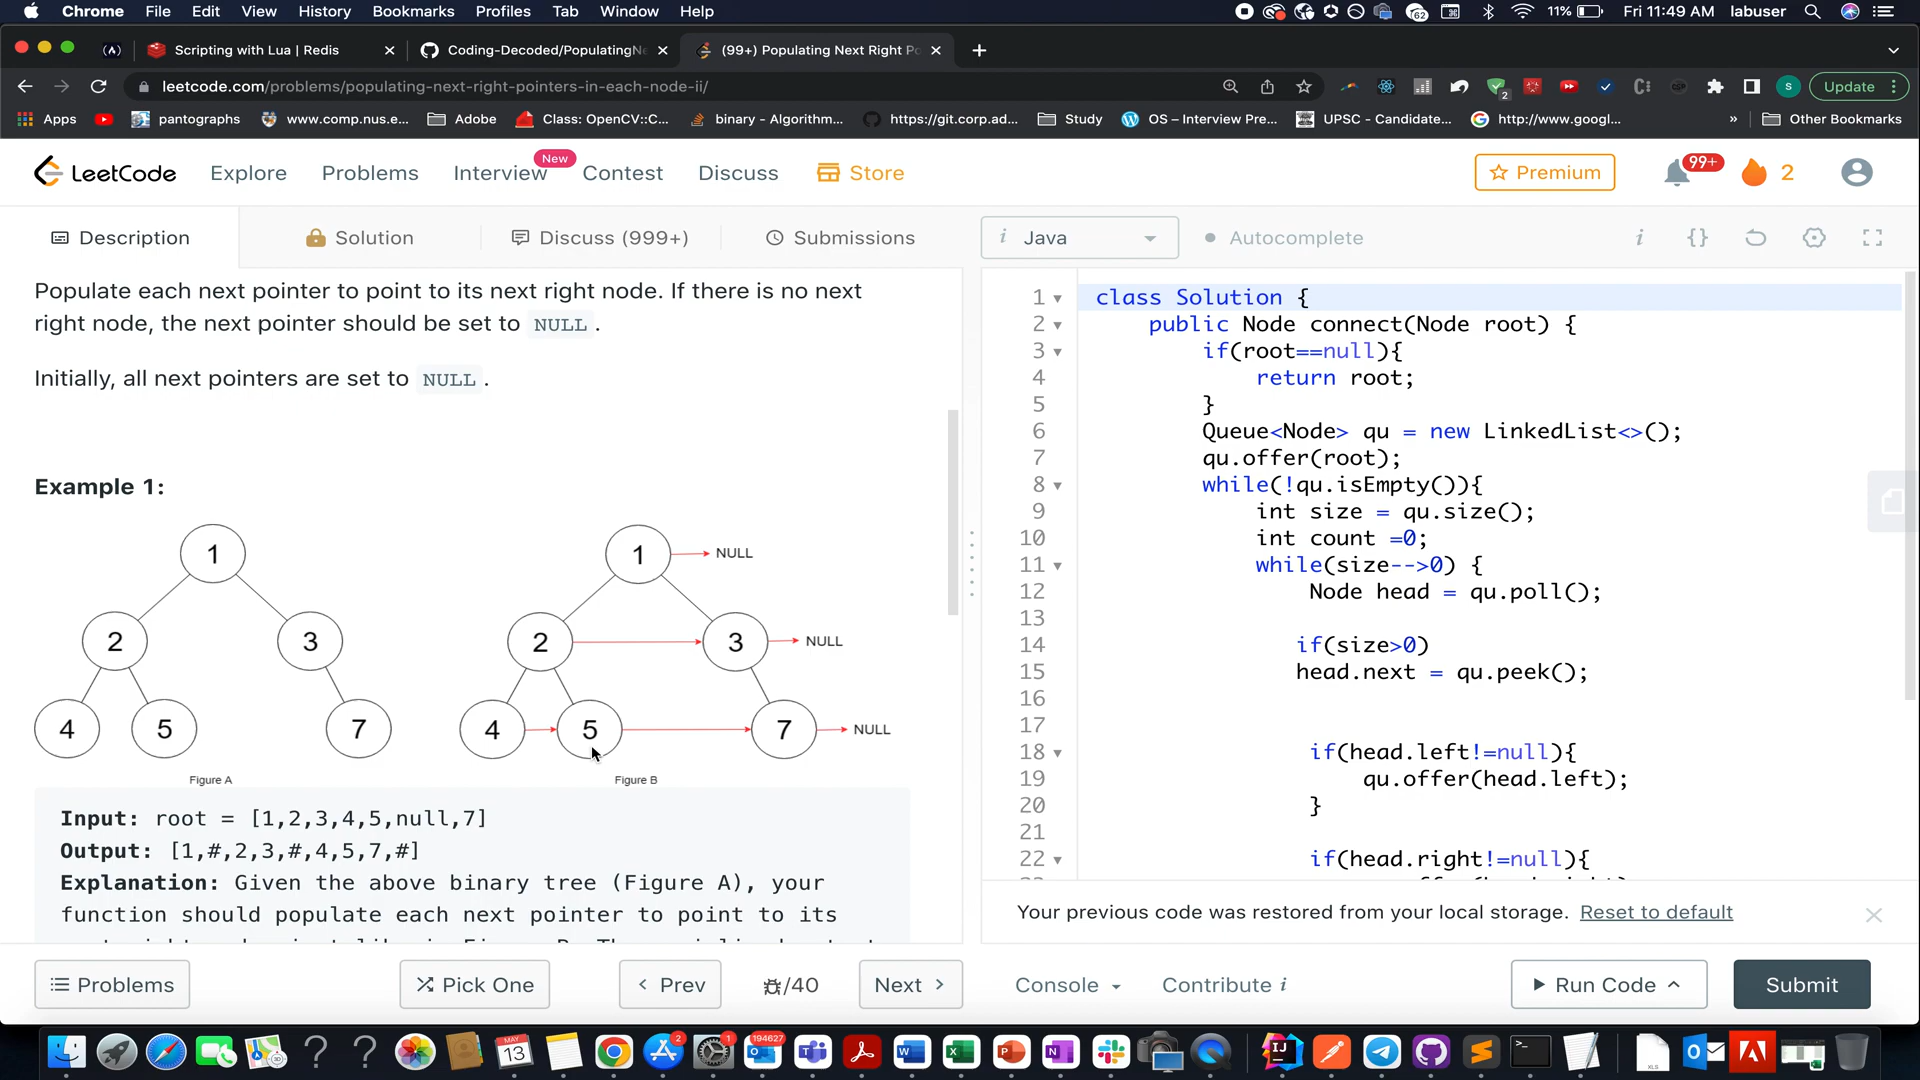 Chrome File Edit View History Bookmarks Profiles Tab Window Help
62 11% Fri 11:49 AM labuser
Scripting with Lua | Redis
Coding-Decoded/PopulatingNe
(99+) Populating Next Right Po
leetcode.com/problems/populating-next-right-pointers-in-each-node-ii/
2 S Update
Apps pantographs www.comp.nus.e... Adobe Class: OpenCV::C... binary - Algorithm... https://git.corp.ad... Study OS – Interview Pre... UPSC - Candidate... http://www.googl... » Other Bookmarks
LeetCode Explore Problems Interview New Contest Discuss Store Premium 99+ 2
Description Solution Discuss (999+) Submissions
i Java Autocomplete i {}
Populate each next pointer to point to its next right node. If there is no next
right node, the next pointer should be set to NULL .
Initially, all next pointers are set to NULL .
Example 1:
1
2 3
4 5 7
Figure A
1 NULL
2 3 NULL
4 5 7 NULL
Figure B
Input: root = [1,2,3,4,5,null,7]
Output: [1,#,2,3,#,4,5,7,#]
Explanation: Given the above binary tree (Figure A), your
function should populate each next pointer to point to its
1 class Solution {
2 public Node connect(Node root) {
3 if(root==null){
4 return root;
5 }
6 Queue<Node> qu = new LinkedList<>();
7 qu.offer(root);
8 while(!qu.isEmpty()){
9 int size = qu.size();
10 int count =0;
11 while(size-->0) {
12 Node head = qu.poll();
13
14 if(size>0)
15 head.next = qu.peek();
16
17
18 if(head.left!=null){
19 qu.offer(head.left);
20 }
21
22 if(head.right!=null){
Your previous code was restored from your local storage. Reset to default
Problems Pick One < Prev /40 Next > Console Contribute i Run Code Submit
MAY
13
2
1
194627